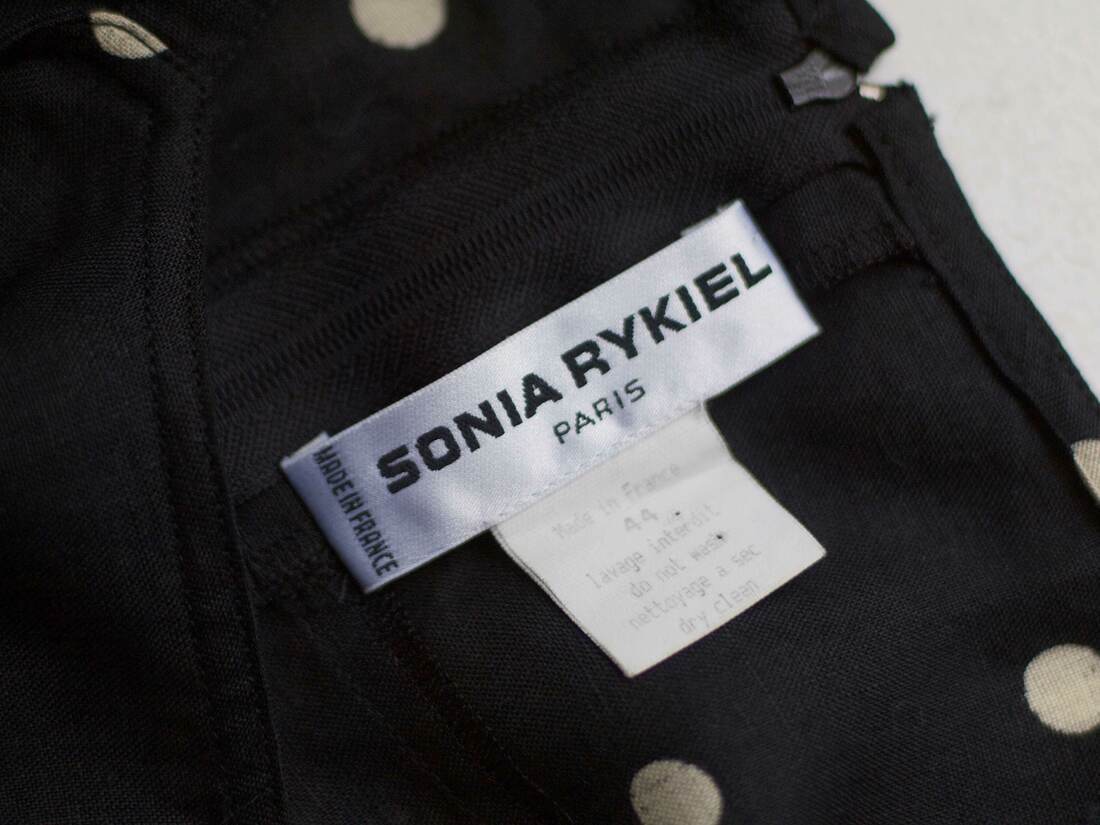 SONIA RYKIEL
PARIS
MADE IN FRANCE
Made in France
44
lavage interdit
do not wash
nettoyage a sec
dry clean